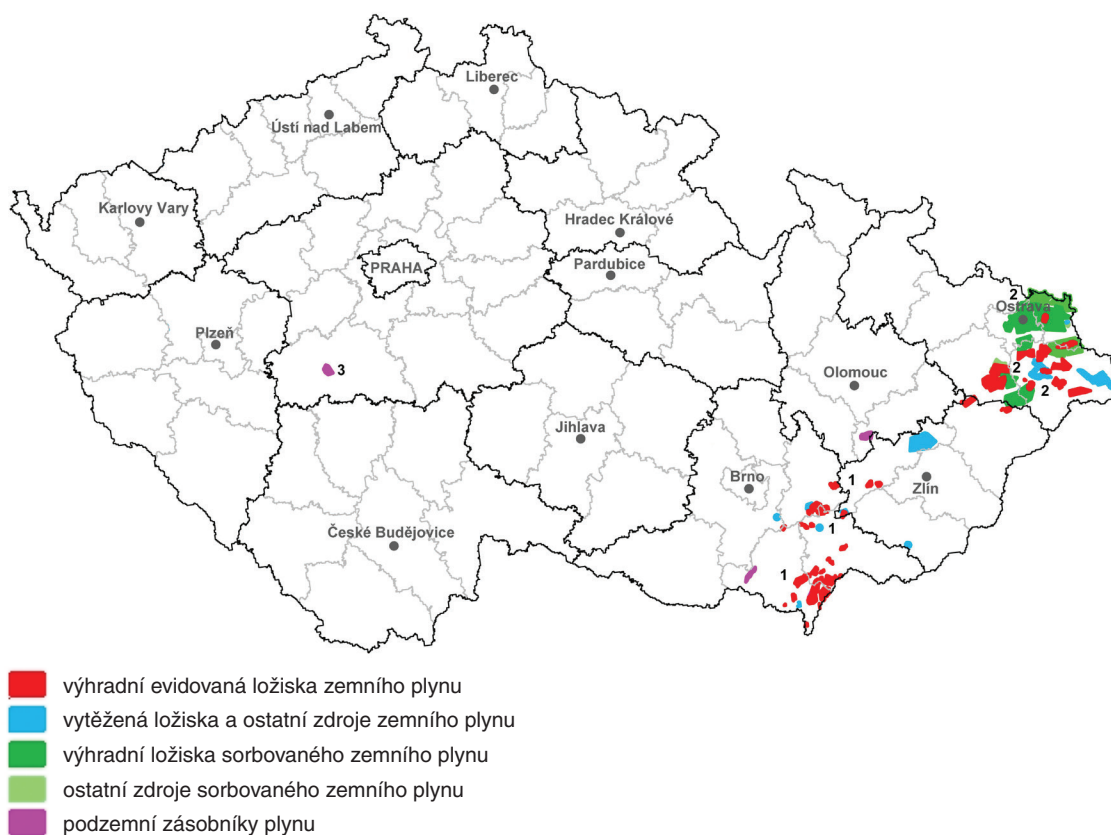 Liberec
Ústí nad Labem
Karlovy Vary
Hradec Králové
PRAHA
Pardubice
2
Ostrava
Plzeň
3
Olomouc
2
2
Jihlava
Brno
1
Zlín
České Budějovice
1
1
výhradní evidovaná ložiska zemního plynu
vytěžená ložiska a ostatní zdroje zemního plynu
výhradní ložiska sorbovaného zemního plynu
ostatní zdroje sorbovaného zemního plynu
podzemní zásobníky plynu